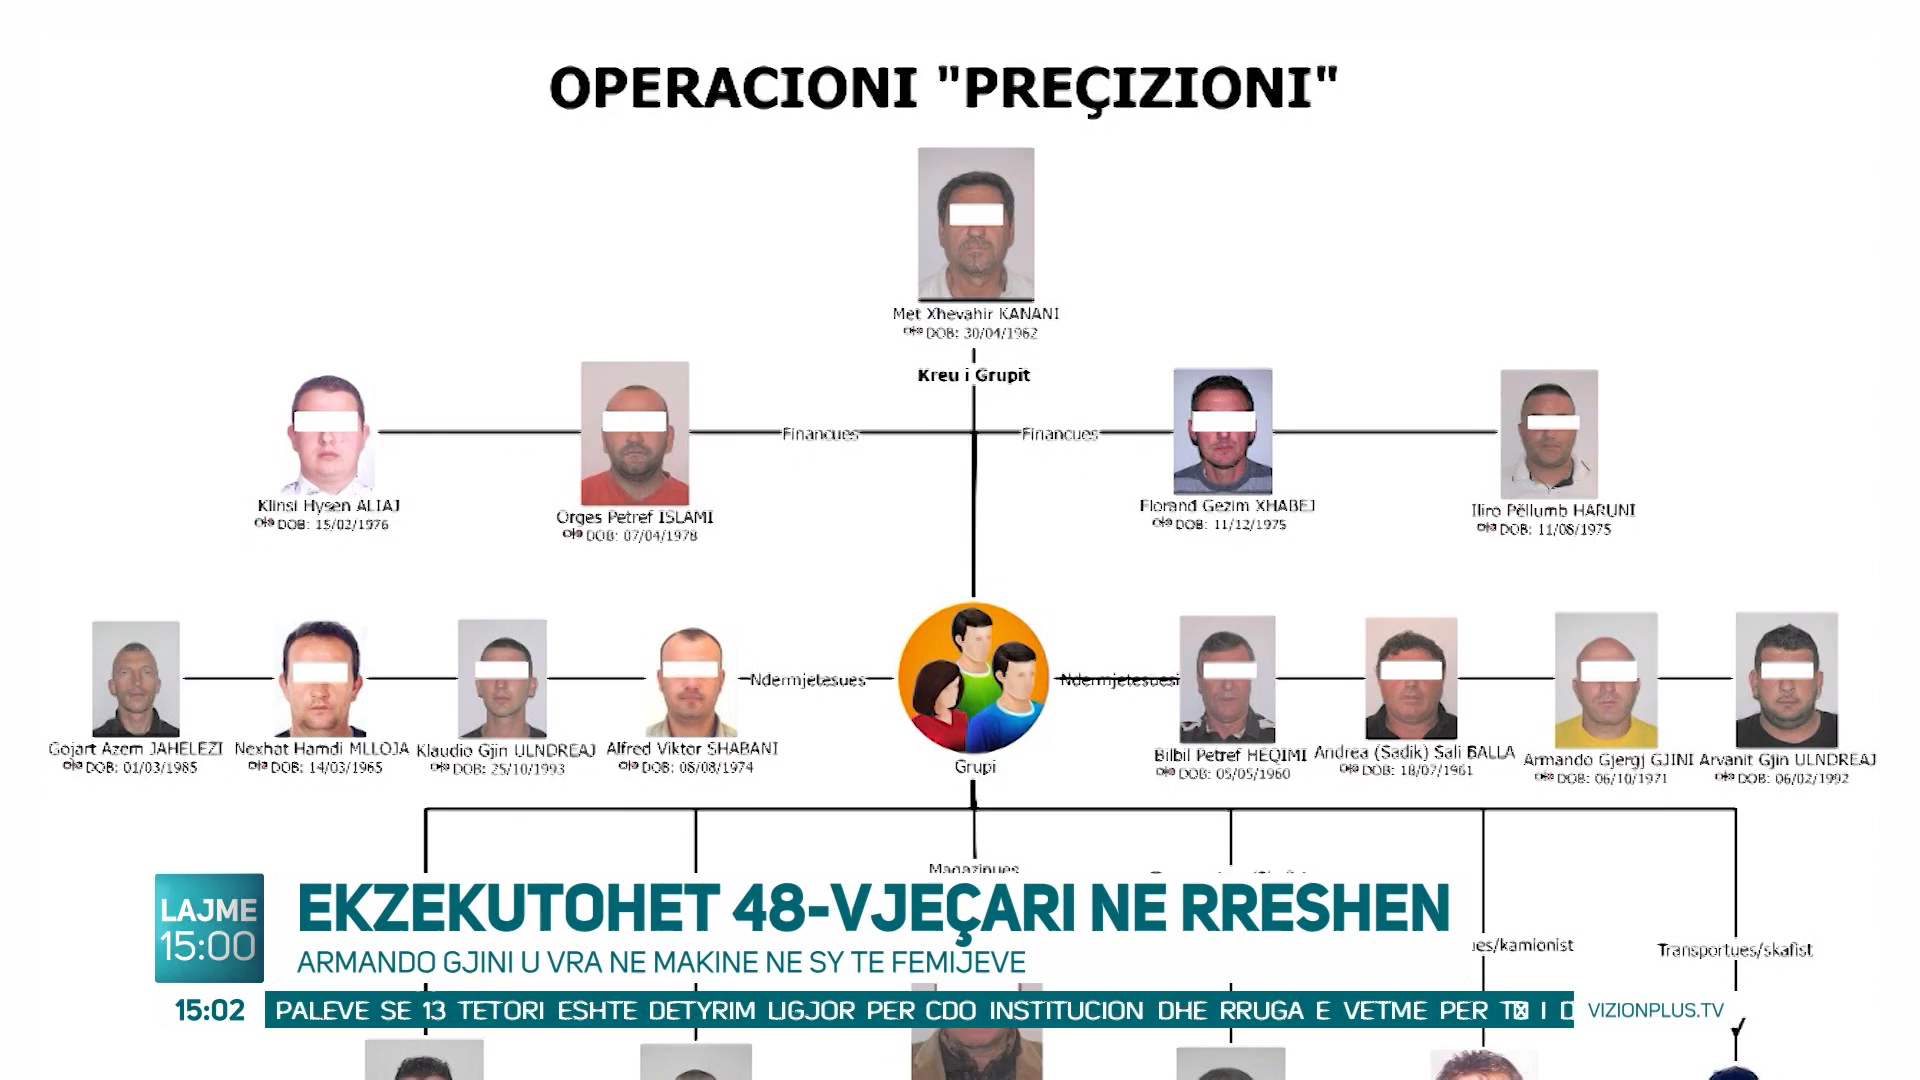 OPERACIONI "PREÇIZIONI"
Met Xhevahir KANANI
DOB: 30/04/1962
Kreu i Grupit
Financues
Financues
Klinsi Hysen ALIAJ
DOB: 15/02/1976
Orges Petref ISLAMI
DOB: 07/04/1978
Florand Gezim XHABEJ
DOB: 11/12/1975
Iliro Pëllumb HARUNI
DOB: 11/08/1975
Ndermjetesues
Ndermjetesuesi
Gojart Azem JAHELEZI
DOB: 01/03/1985
Nexhat Hamdi MLLOJA
DOB: 14/03/1965
Klaudio Gjin ULNDREAJ
DOB: 25/10/1993
Alfred Viktor SHABANI
DOB: 08/08/1974
Grupi
Bilbil Petref HEQIMI
DOB: 05/05/1960
Andrea (Sadik) Sali BALLA
DOB: 18/07/1961
Armando Gjergj GJINI
DOB: 06/10/1971
Arvanit Gjin ULNDREAJ
DOB: 06/02/1992
Magazinues
ues/kamionist
Transportues/skafist
LAJME
15:00
EKZEKUTOHET 48-VJEÇARI NE RRESHEN
ARMANDO GJINI U VRA NE MAKINE NE SY TE FEMIJEVE
15:02
PALEVE SE 13 TETORI ESHTE DETYRIM LIGJOR PER CDO INSTITUCION DHE RRUGA E VETME PER
VIZIONPLUS.TV